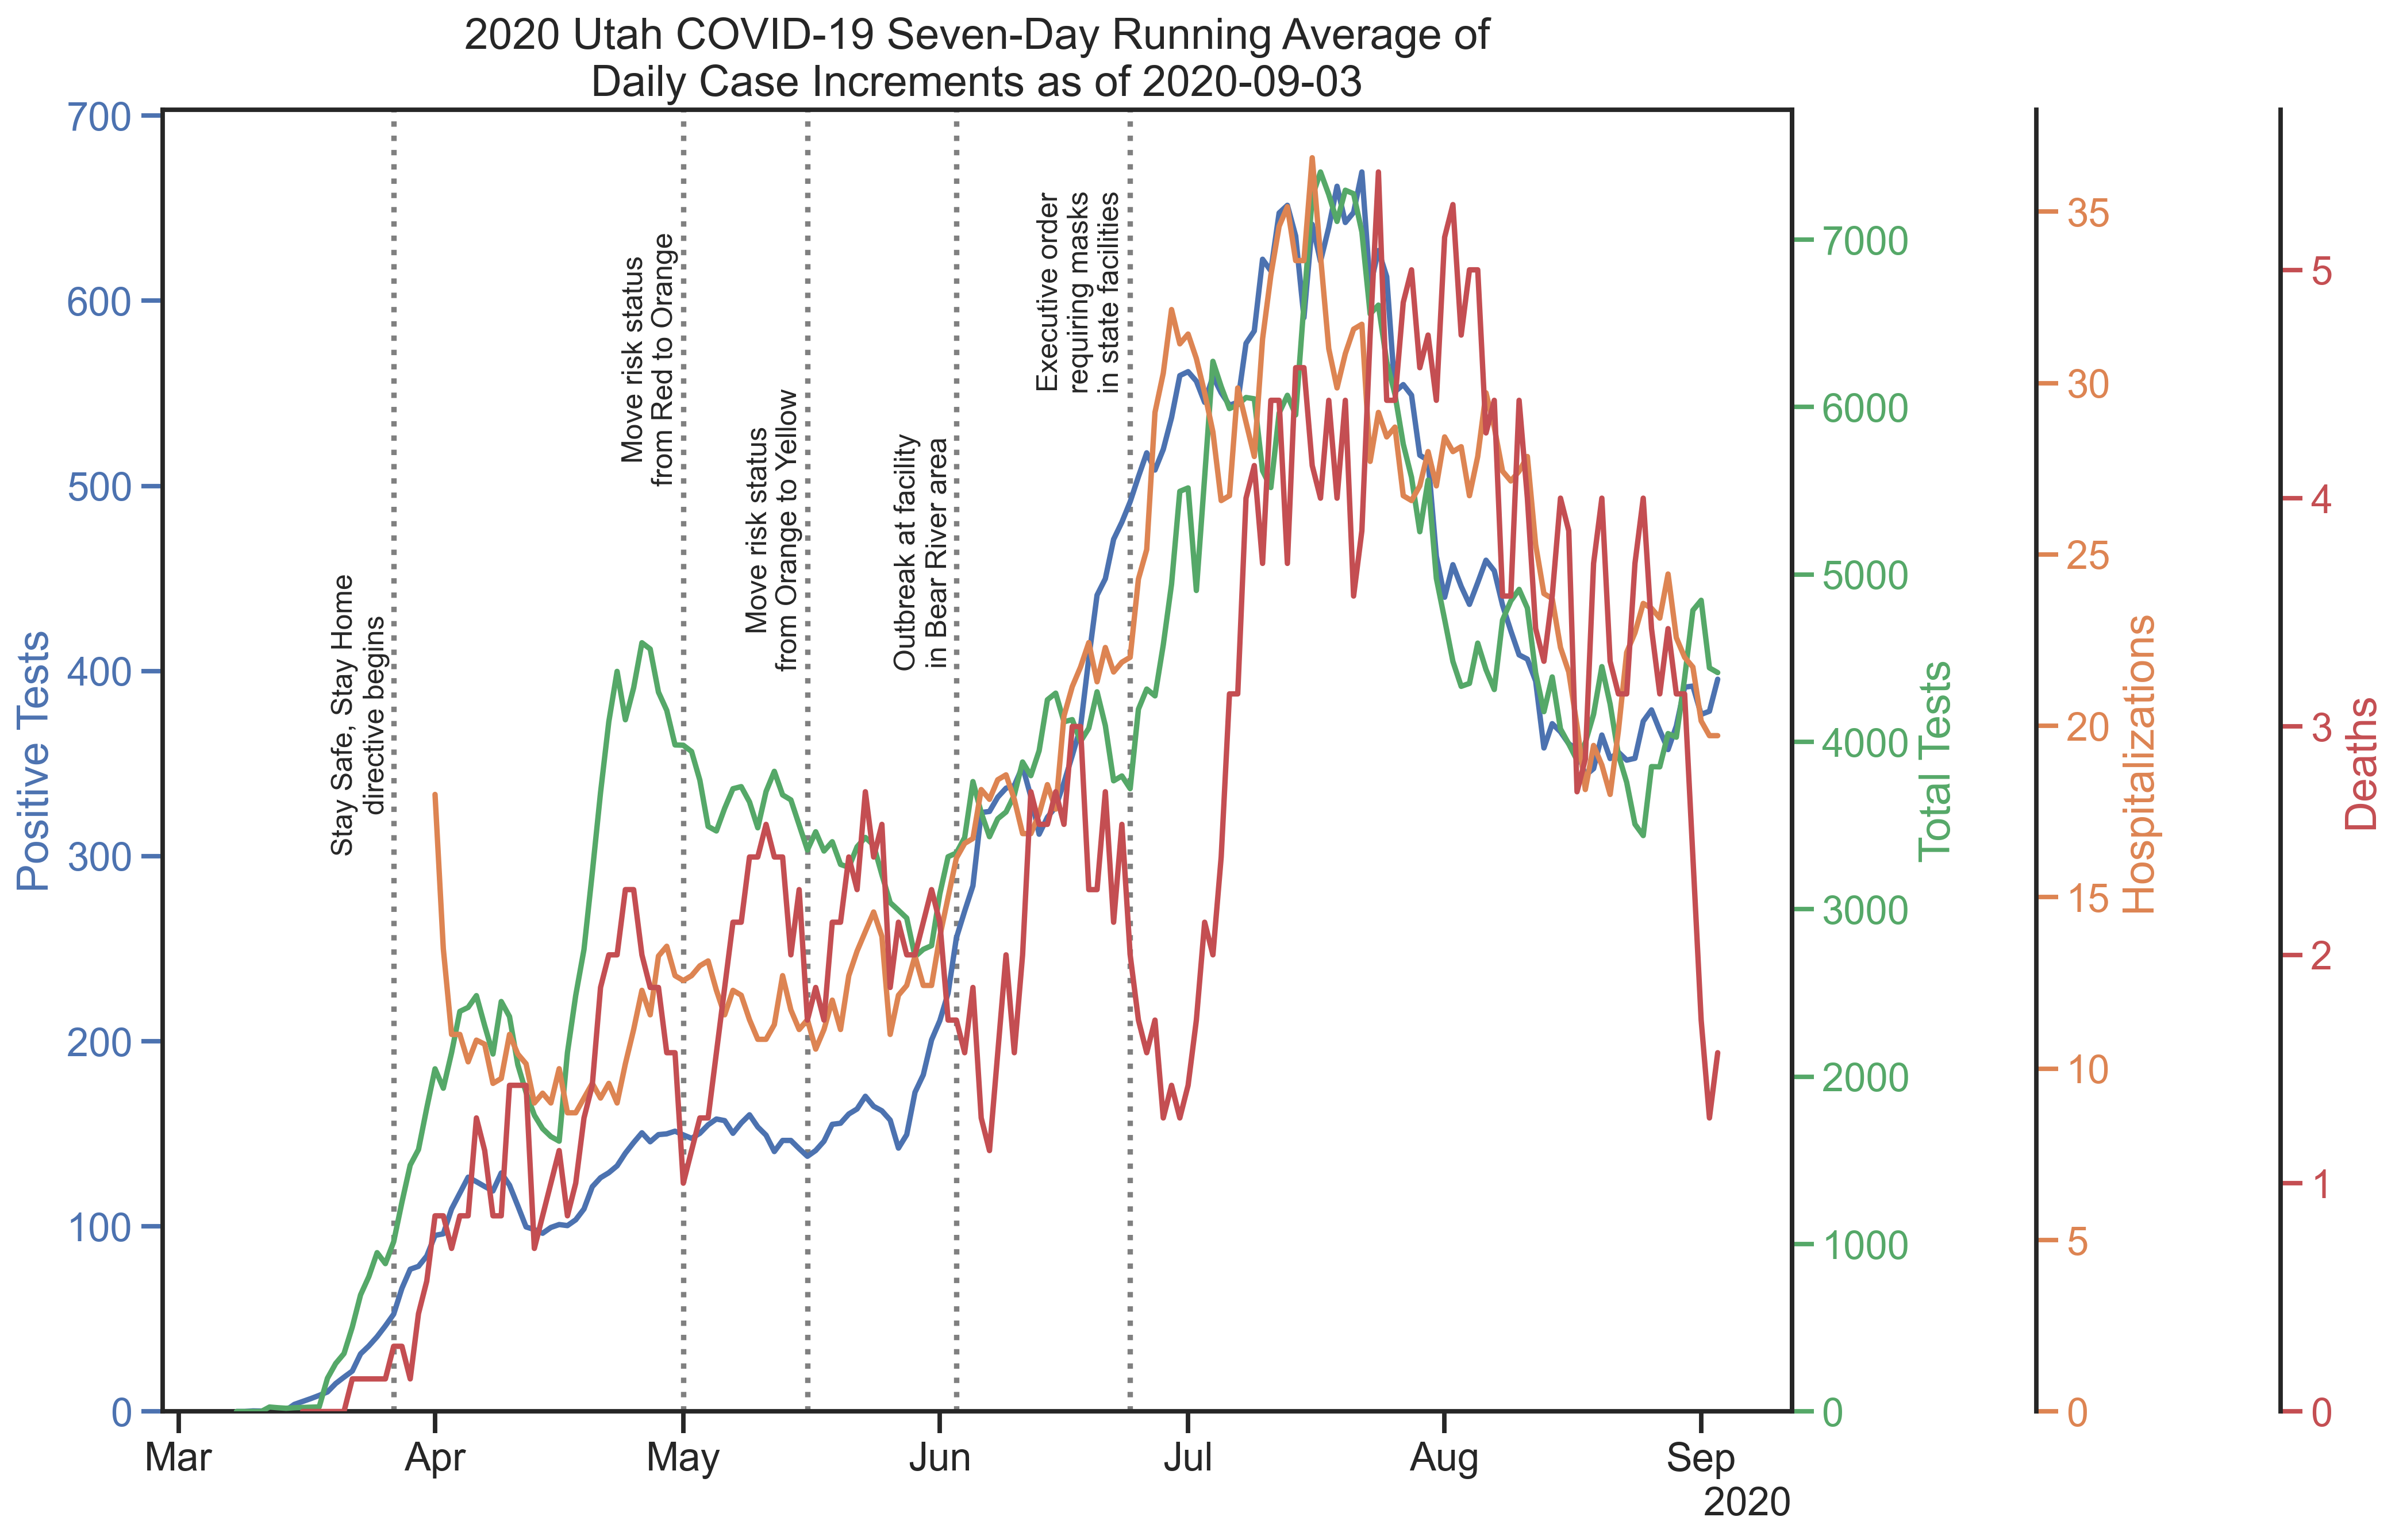 2020 Utah COVID-19 Seven-Day Running Average of
Daily Case Increments as of 2020-09-03
Positive Tests
700
600
500
400
300
200
100
0
Stay Safe, Stay Home
directive begins
Move risk status
from Red to Orange
Move risk status
from Orange to Yellow
Outbreak at facility
in Bear River area
Executive order
requiring masks
in state facilities
7000
6000
5000
4000
3000
2000
1000
0
Total Tests
35
30
25
20
15
10
5
0
Hospitalizations
5
4
3
2
1
0
Deaths
Mar
Apr
May
Jun
Jul
Aug
Sep
2020